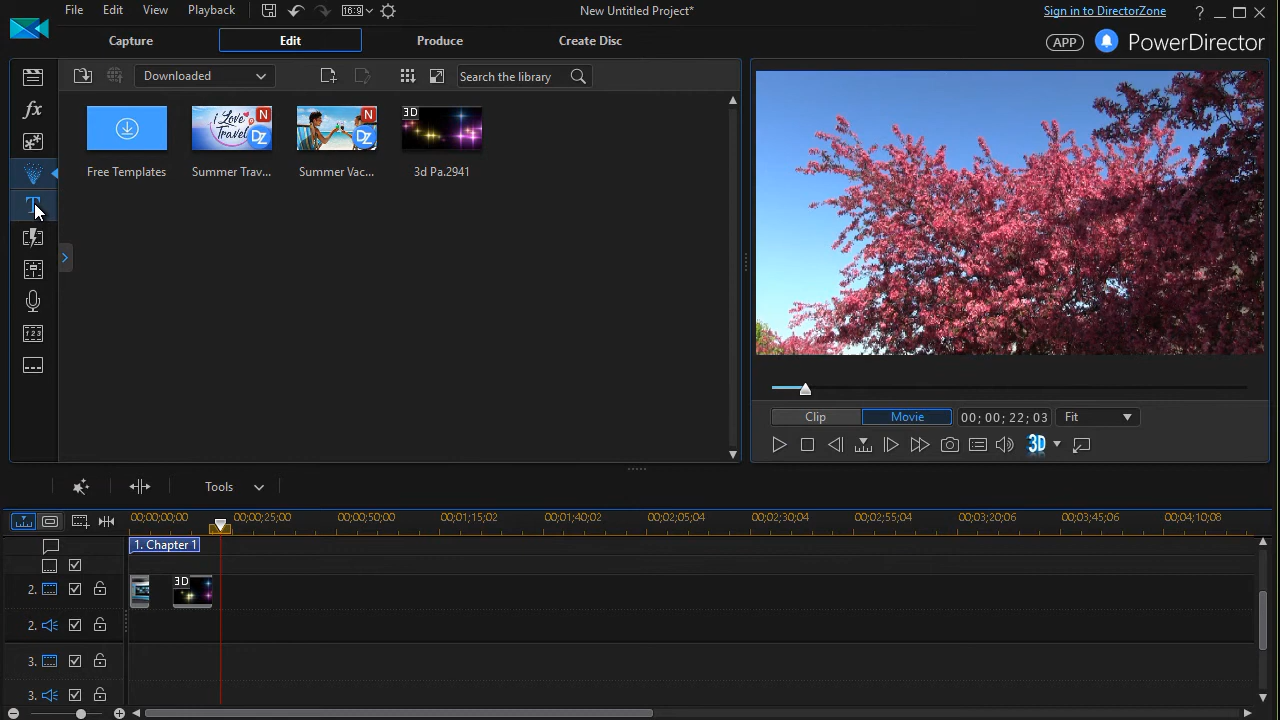 File Edit View Playback 16:9 New Untitled Project* Sign in to DirectorZone ?
Capture Edit Produce Create Disc APP PowerDirector
Downloaded Search the library
fx
I Love Travel N DZ
N DZ
3D
Free Templates Summer Trav... Summer Vac... 3d Pa.2941
T
Clip Movie 00; 00; 22; 03 Fit
3D
Tools
00;00;00;00 00;00;25;00 00;00;50;00 00;01;15;02 00;01;40;02 00;02;05;04 00;02;30;04 00;02;55;04 00;03;20;06 00;03;45;06 00;04;10;08
1. Chapter 1
2. 3D
2.
3.
3.